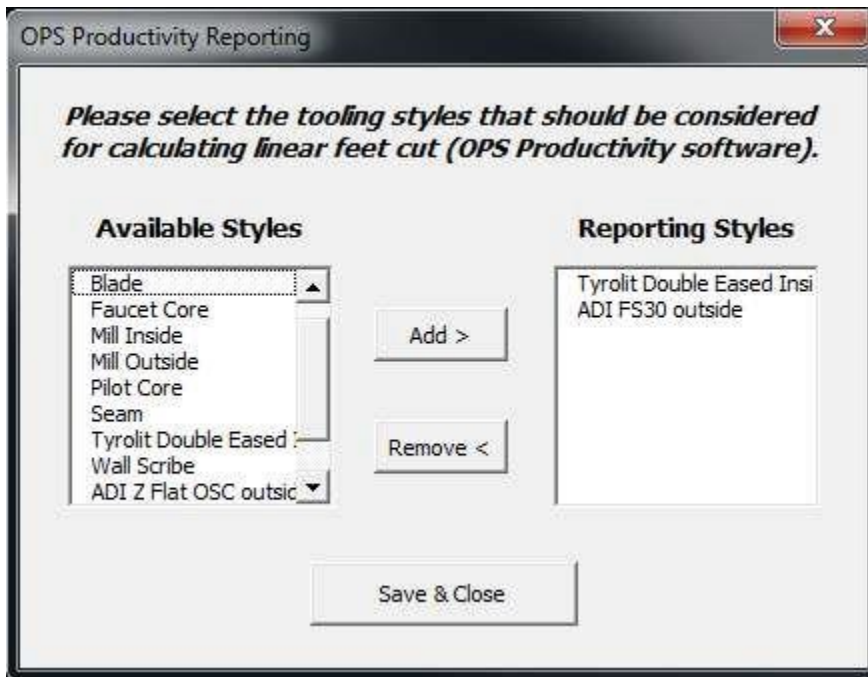 OPS Productivity Reporting
Please select the tooling styles that should be considered
for calculating linear feet cut (OPS Productivity software).
Available Styles
Reporting Styles
Blade
Faucet Core
Mill Inside
Mill Outside
Pilot Core
Seam
Tyrolit Double Eased
Wall Scribe
ADI Z Flat OSC outsid
Add >
Remove <
Tyrolit Double Eased Insi
ADI FS30 outside
Save & Close